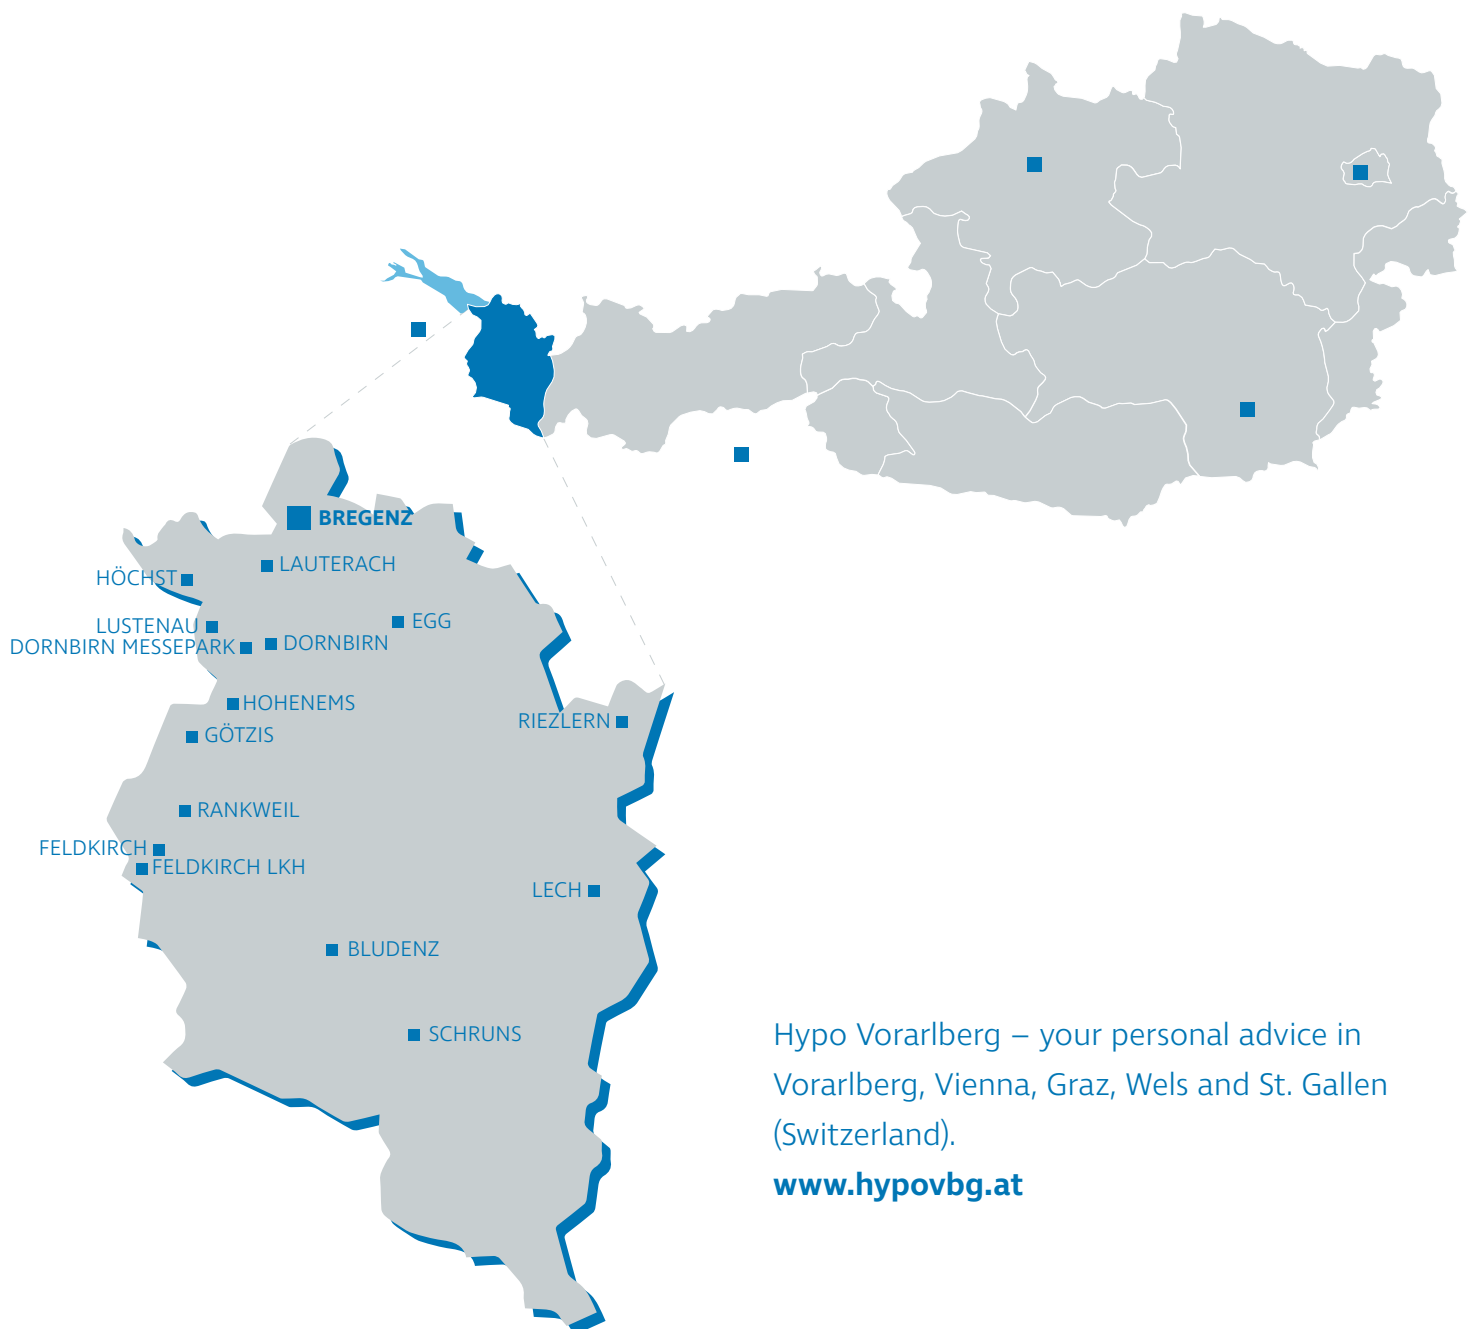 BREGENZ
LAUTERACH
HÖCHST
EGG
LUSTENAU
DORNBIRN
DORNBIRN MESSEPARK
HOHENEMS
RIEZLERN
GÖTZIS
RANKWEIL
FELDKIRCH
FELDKIRCH LKH
LECH
BLUDENZ
SCHRUNS
Hypo Vorarlberg – your personal advice in
Vorarlberg, Vienna, Graz, Wels and St. Gallen
(Switzerland).
www.hypovbg.at